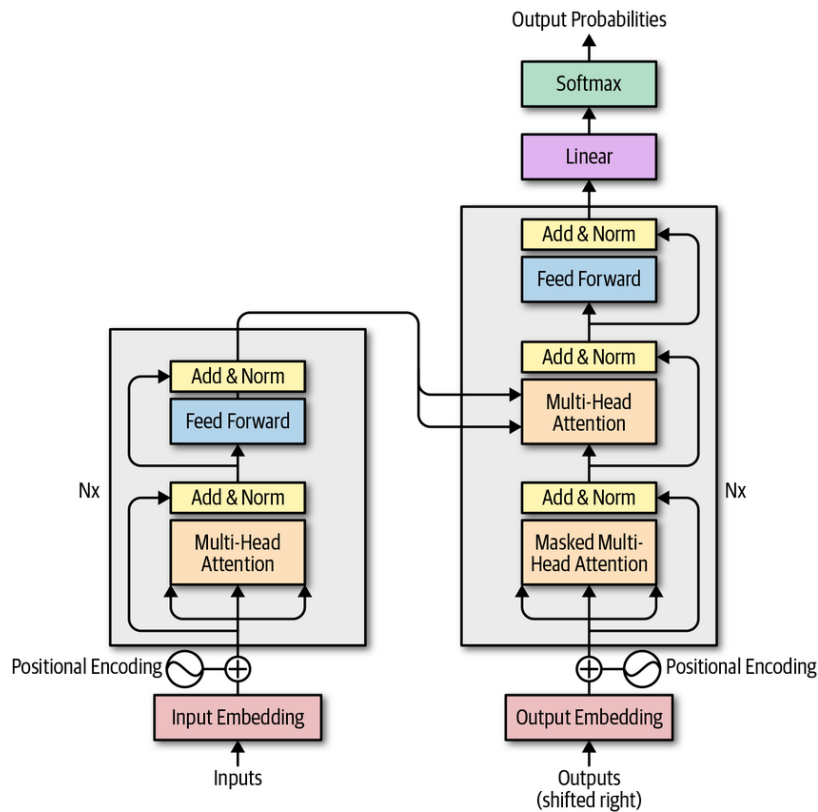 Output Probabilities
Softmax
Linear
Add & Norm
Feed Forward
Add & Norm
Multi-Head
Attention
Add & Norm
Masked Multi-
Head Attention
Nx
Positional Encoding
Output Embedding
Outputs
(shifted right)
Add & Norm
Feed Forward
Add & Norm
Multi-Head
Attention
Nx
Positional Encoding
Input Embedding
Inputs